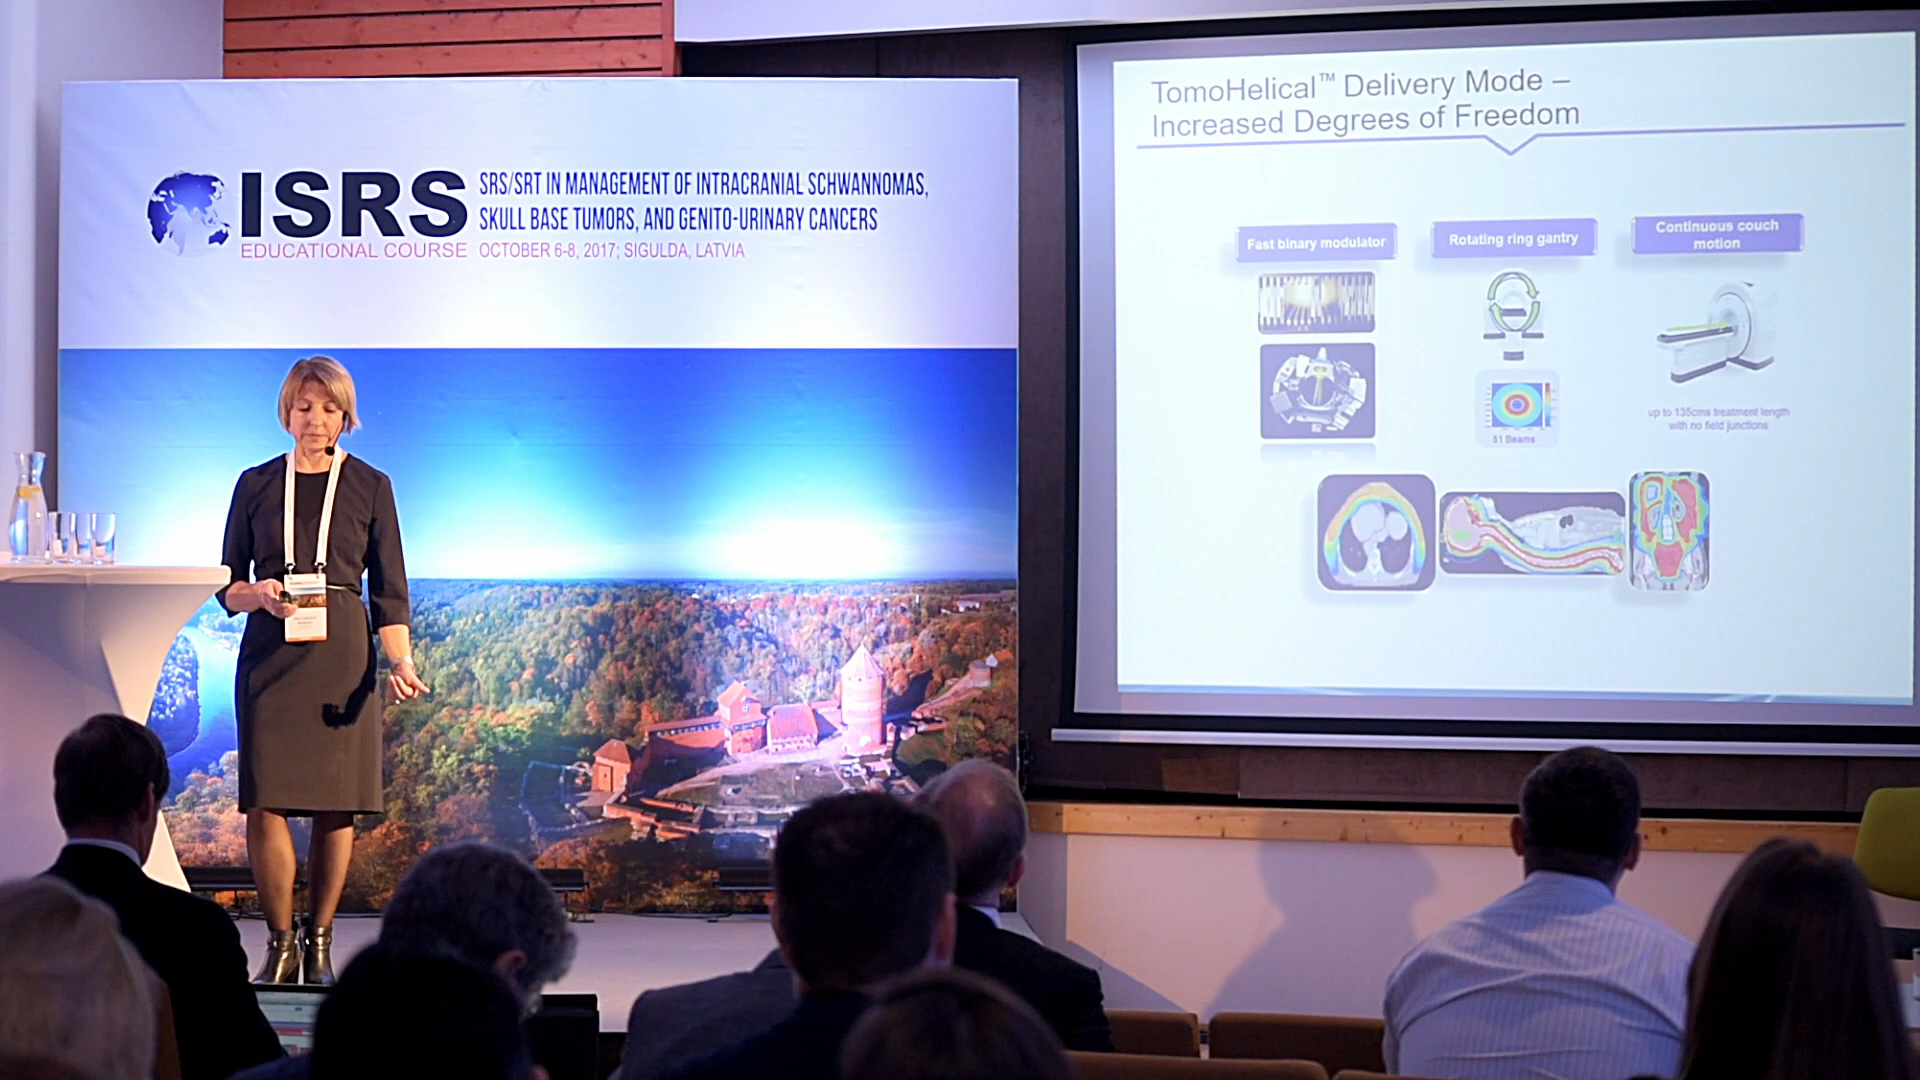 ISRS
EDUCATIONAL COURSE
SRS/SRT IN MANAGEMENT OF INTRACRANIAL SCHWANNOMAS,
SKULL BASE TUMORS, AND GENITO-URINARY CANCERS
OCTOBER 6-8, 2017; SIGULDA, LATVIA
TomoHelical™ Delivery Mode –
Increased Degrees of Freedom
Fast binary modulator
Rotating ring gantry
Continuous couch
motion
51 Beams
up to 135cms treatment length
with no field junctions